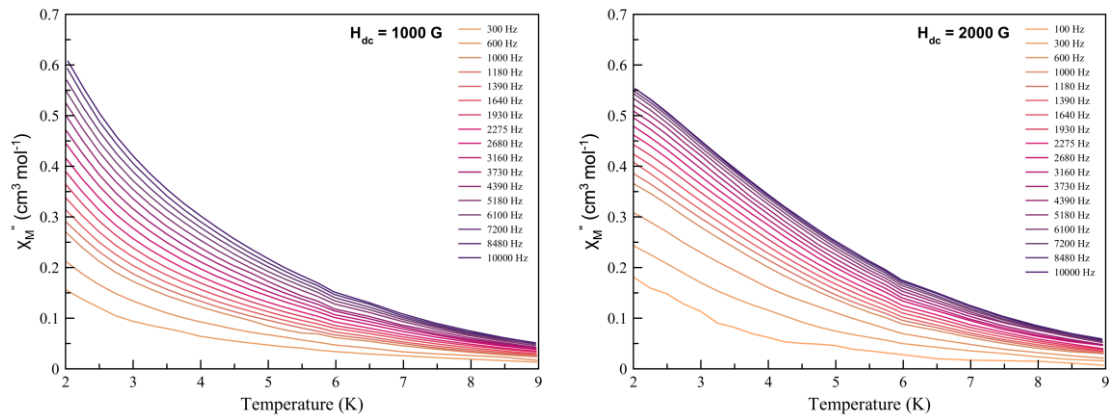 H_dc = 1000 G
300 Hz
600 Hz
1000 Hz
1180 Hz
1390 Hz
1640 Hz
1930 Hz
2275 Hz
2680 Hz
3160 Hz
3730 Hz
4390 Hz
5180 Hz
6100 Hz
7200 Hz
8480 Hz
10000 Hz
0.7
0.6
0.5
0.4
0.3
0.2
0.1
0
χ_M" (cm³ mol⁻¹)
2 3 4 5 6 7 8 9
Temperature (K)
H_dc = 2000 G
100 Hz
300 Hz
600 Hz
1000 Hz
1180 Hz
1390 Hz
1640 Hz
1930 Hz
2275 Hz
2680 Hz
3160 Hz
3730 Hz
4390 Hz
5180 Hz
6100 Hz
7200 Hz
8480 Hz
10000 Hz
0.7
0.6
0.5
0.4
0.3
0.2
0.1
0
χ_M" (cm³ mol⁻¹)
2 3 4 5 6 7 8 9
Temperature (K)